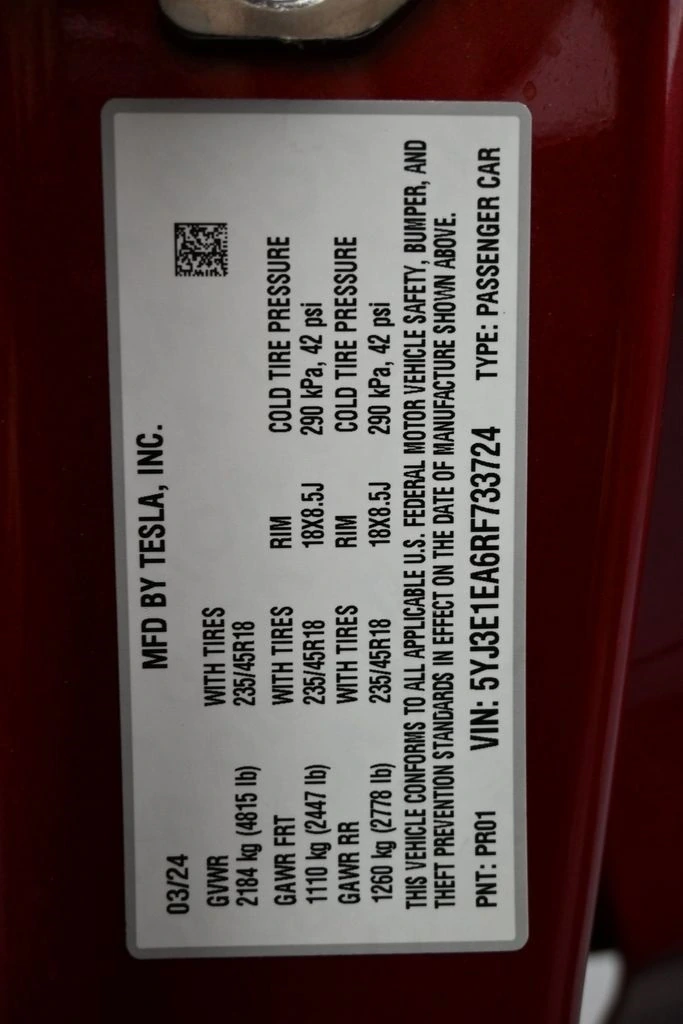 MFD BY TESLA, INC.
03/24
GVWR WITH TIRES
2184 kg (4815 lb) 235/45R18
GAWR FRT WITH TIRES RIM COLD TIRE PRESSURE
1110 kg (2447 lb) 235/45R18 18X8.5J 290 kPa, 42 psi
GAWR RR WITH TIRES RIM COLD TIRE PRESSURE
1260 kg (2778 lb) 235/45R18 18X8.5J 290 kPa, 42 psi
THIS VEHICLE CONFORMS TO ALL APPLICABLE U.S. FEDERAL MOTOR VEHICLE SAFETY, BUMPER, AND
THEFT PREVENTION STANDARDS IN EFFECT ON THE DATE OF MANUFACTURE SHOWN ABOVE.
PNT: PR01 VIN: 5YJ3E1EA6RF733724 TYPE: PASSENGER CAR